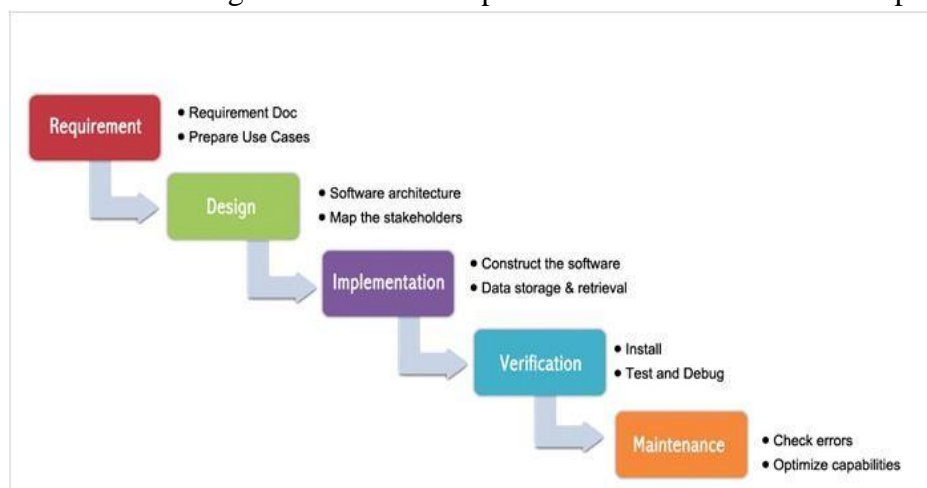 Requirement
• Requirement Doc
• Prepare Use Cases
Design
• Software architecture
• Map the stakeholders
Implementation
• Construct the software
• Data storage & retrieval
Verification
• Install
• Test and Debug
Maintenance
• Check errors
• Optimize capabilities